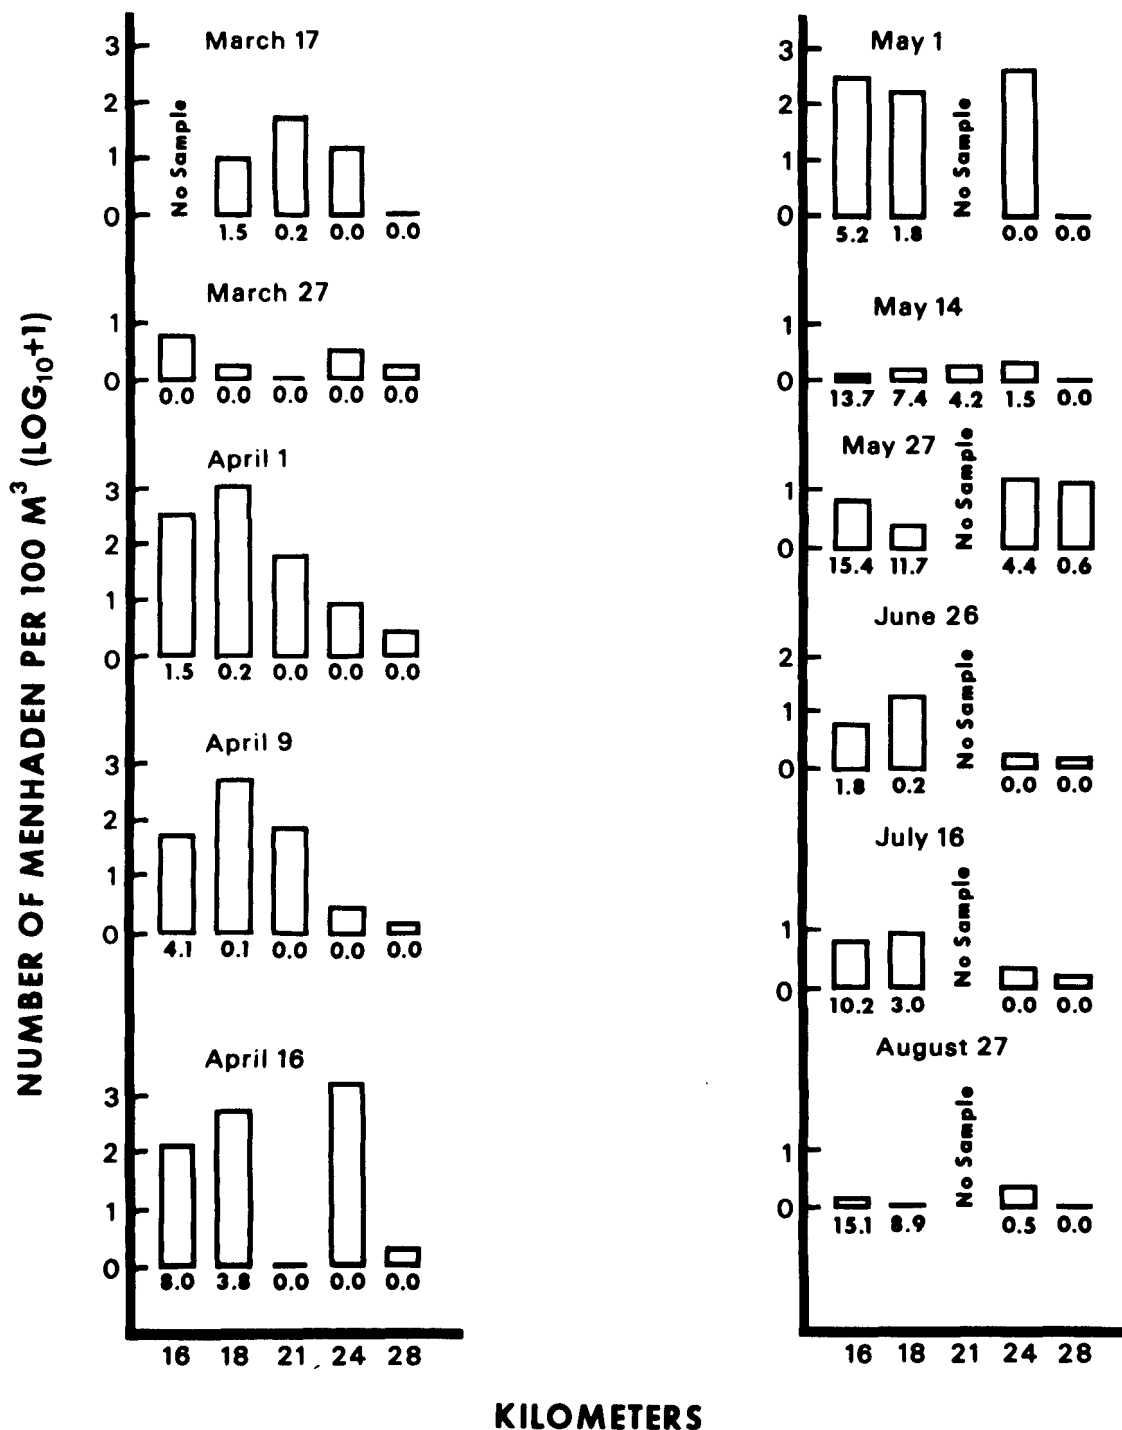 NUMBER OF MENHADEN PER 100 M³ (LOG₁₀+1)
March 17
3
2
1
0
No Sample
1.5 0.2 0.0 0.0
March 27
1
0
0.0 0.0 0.0 0.0 0.0
April 1
3
2
1
0
1.5 0.2 0.0 0.0 0.0
April 9
3
2
1
0
4.1 0.1 0.0 0.0 0.0
April 16
3
2
1
0
8.0 3.8 0.0 0.0 0.0
16 18 21 24 28
May 1
3
2
1
0
No Sample
5.2 1.8 0.0 0.0
May 14
1
0
13.7 7.4 4.2 1.5 0.0
May 27
1
0
No Sample
15.4 11.7 4.4 0.6
June 26
2
1
0
No Sample
1.8 0.2 0.0 0.0
July 16
1
0
No Sample
10.2 3.0 0.0 0.0
August 27
1
0
No Sample
15.1 8.9 0.5 0.0
16 18 21 24 28
KILOMETERS